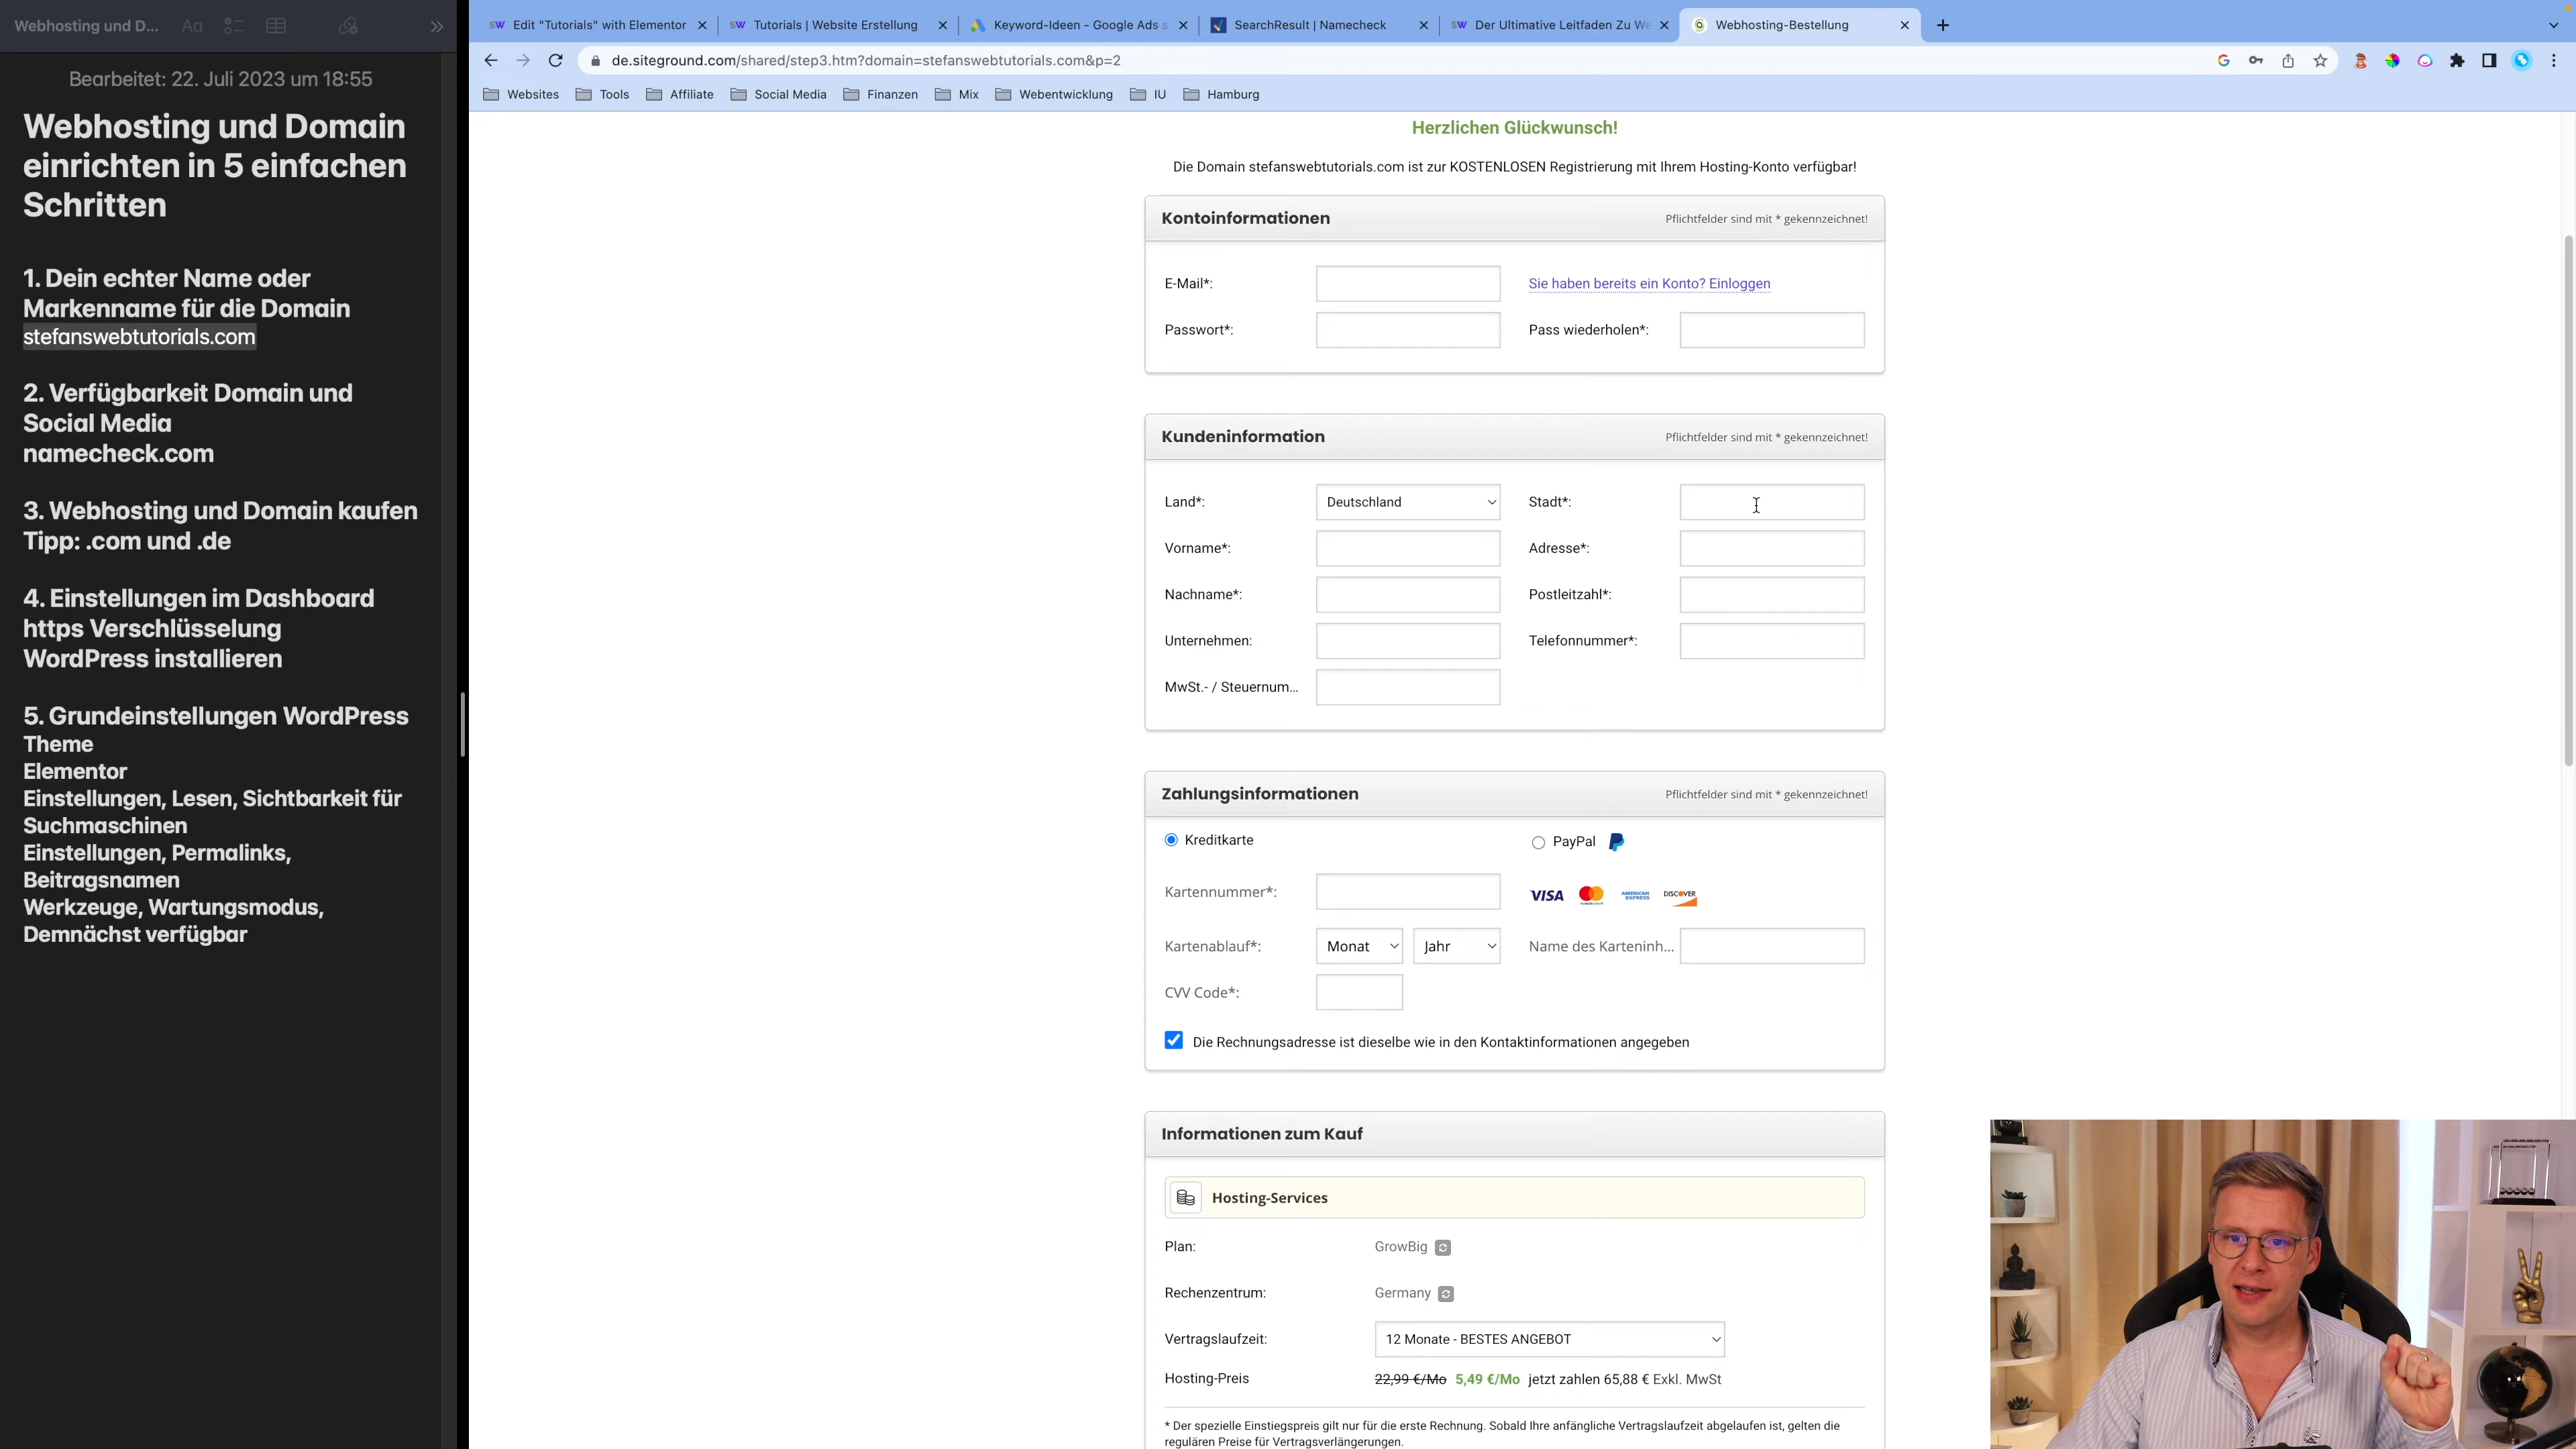 Webhosting und D...
Aa
Bearbeitet: 22. Juli 2023 um 18:55
Webhosting und Domain
einrichten in 5 einfachen
Schritten
1. Dein echter Name oder
Markenname für die Domain
stefanswebtutorials.com
2. Verfügbarkeit Domain und
Social Media
namecheck.com
3. Webhosting und Domain kaufen
Tipp: .com und .de
4. Einstellungen im Dashboard
https Verschlüsselung
WordPress installieren
5. Grundeinstellungen WordPress
Theme
Elementor
Einstellungen, Lesen, Sichtbarkeit für
Suchmaschinen
Einstellungen, Permalinks,
Beitragsnamen
Werkzeuge, Wartungsmodus,
Demnächst verfügbar
SW Edit "Tutorials" with Elementor
SW Tutorials | Website Erstellung
Keyword-Ideen - Google Ads s
SearchResult | Namecheck
SW Der Ultimative Leitfaden Zu We
Webhosting-Bestellung
de.siteground.com/shared/step3.htm?domain=stefanswebtutorials.com&p=2
Websites Tools Affiliate Social Media Finanzen Mix Webentwicklung IU Hamburg
Herzlichen Glückwunsch!
Die Domain stefanswebtutorials.com ist zur KOSTENLOSEN Registrierung mit Ihrem Hosting-Konto verfügbar!
Kontoinformationen Pflichtfelder sind mit * gekennzeichnet!
E-Mail*: Sie haben bereits ein Konto? Einloggen
Passwort*: Pass wiederholen*:
Kundeninformation Pflichtfelder sind mit * gekennzeichnet!
Land*: Deutschland Stadt*:
Vorname*: Adresse*:
Nachname*: Postleitzahl*:
Unternehmen: Telefonnummer*:
MwSt.- / Steuernum...
Zahlungsinformationen Pflichtfelder sind mit * gekennzeichnet!
Kreditkarte PayPal
Kartennummer*: VISA AMERICAN EXPRESS DISCOVER
Kartenablauf*: Monat Jahr Name des Karteninh...
CVV Code*:
Die Rechnungsadresse ist dieselbe wie in den Kontaktinformationen angegeben
Informationen zum Kauf
Hosting-Services
Plan: GrowBig
Rechenzentrum: Germany
Vertragslaufzeit: 12 Monate - BESTES ANGEBOT
Hosting-Preis 22,99 €/Mo 5,49 €/Mo jetzt zahlen 65,88 € Exkl. MwSt
* Der spezielle Einstiegspreis gilt nur für die erste Rechnung. Sobald Ihre anfängliche Vertragslaufzeit abgelaufen ist, gelten die
regulären Preise für Vertragsverlängerungen.